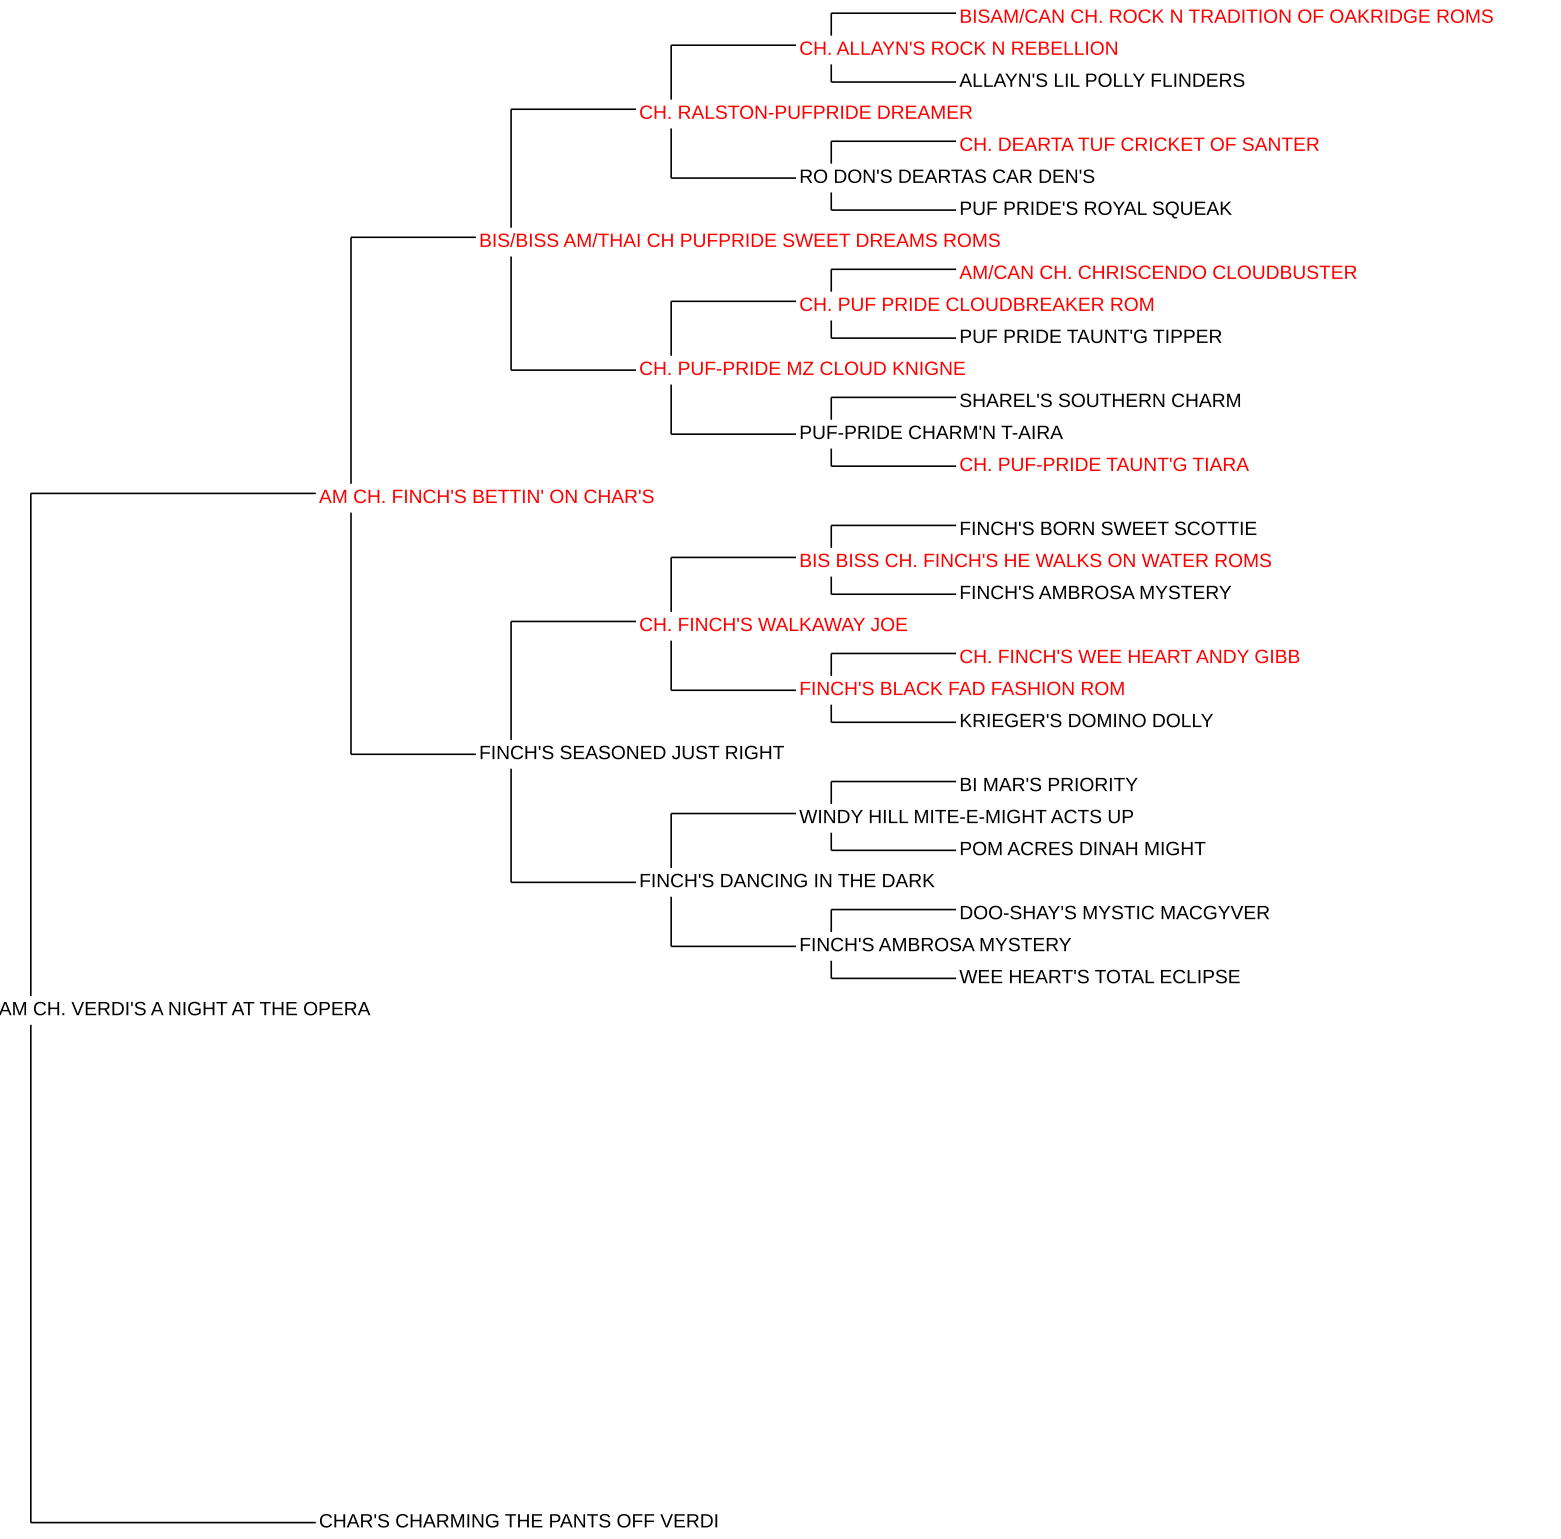 BISAM/CAN CH. ROCK N TRADITION OF OAKRIDGE ROMS
CH. ALLAYN'S ROCK N REBELLION
ALLAYN'S LIL POLLY FLINDERS
CH. RALSTON-PUFPRIDE DREAMER
CH. DEARTA TUF CRICKET OF SANTER
RO DON'S DEARTAS CAR DEN'S
PUF PRIDE'S ROYAL SQUEAK
BIS/BISS AM/THAI CH PUFPRIDE SWEET DREAMS ROMS
AM/CAN CH. CHRISCENDO CLOUDBUSTER
CH. PUF PRIDE CLOUDBREAKER ROM
PUF PRIDE TAUNT'G TIPPER
CH. PUF-PRIDE MZ CLOUD KNIGNE
SHAREL'S SOUTHERN CHARM
PUF-PRIDE CHARM'N T-AIRA
CH. PUF-PRIDE TAUNT'G TIARA
AM CH. FINCH'S BETTIN' ON CHAR'S
FINCH'S BORN SWEET SCOTTIE
BIS BISS CH. FINCH'S HE WALKS ON WATER ROMS
FINCH'S AMBROSA MYSTERY
CH. FINCH'S WALKAWAY JOE
CH. FINCH'S WEE HEART ANDY GIBB
FINCH'S BLACK FAD FASHION ROM
KRIEGER'S DOMINO DOLLY
FINCH'S SEASONED JUST RIGHT
BI MAR'S PRIORITY
WINDY HILL MITE-E-MIGHT ACTS UP
POM ACRES DINAH MIGHT
FINCH'S DANCING IN THE DARK
DOO-SHAY'S MYSTIC MACGYVER
FINCH'S AMBROSA MYSTERY
WEE HEART'S TOTAL ECLIPSE
AM CH. VERDI'S A NIGHT AT THE OPERA
CHAR'S CHARMING THE PANTS OFF VERDI